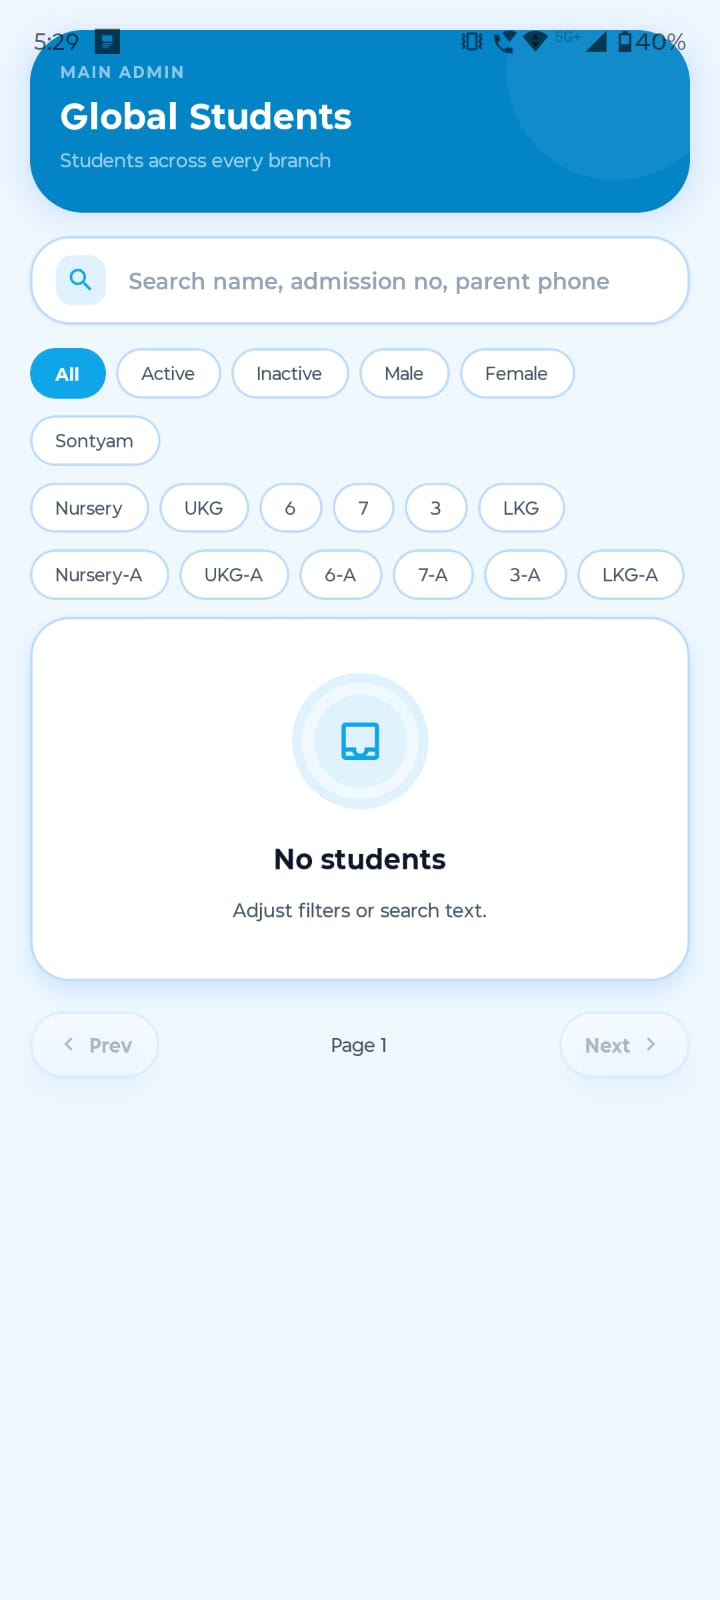 5:29 5G+ 40%
MAIN ADMIN
Global Students
Students across every branch
Search name, admission no, parent phone
All Active Inactive Male Female
Sontyam
Nursery UKG 6 7 3 LKG
Nursery-A UKG-A 6-A 7-A 3-A LKG-A
No students
Adjust filters or search text.
Prev Page 1 Next